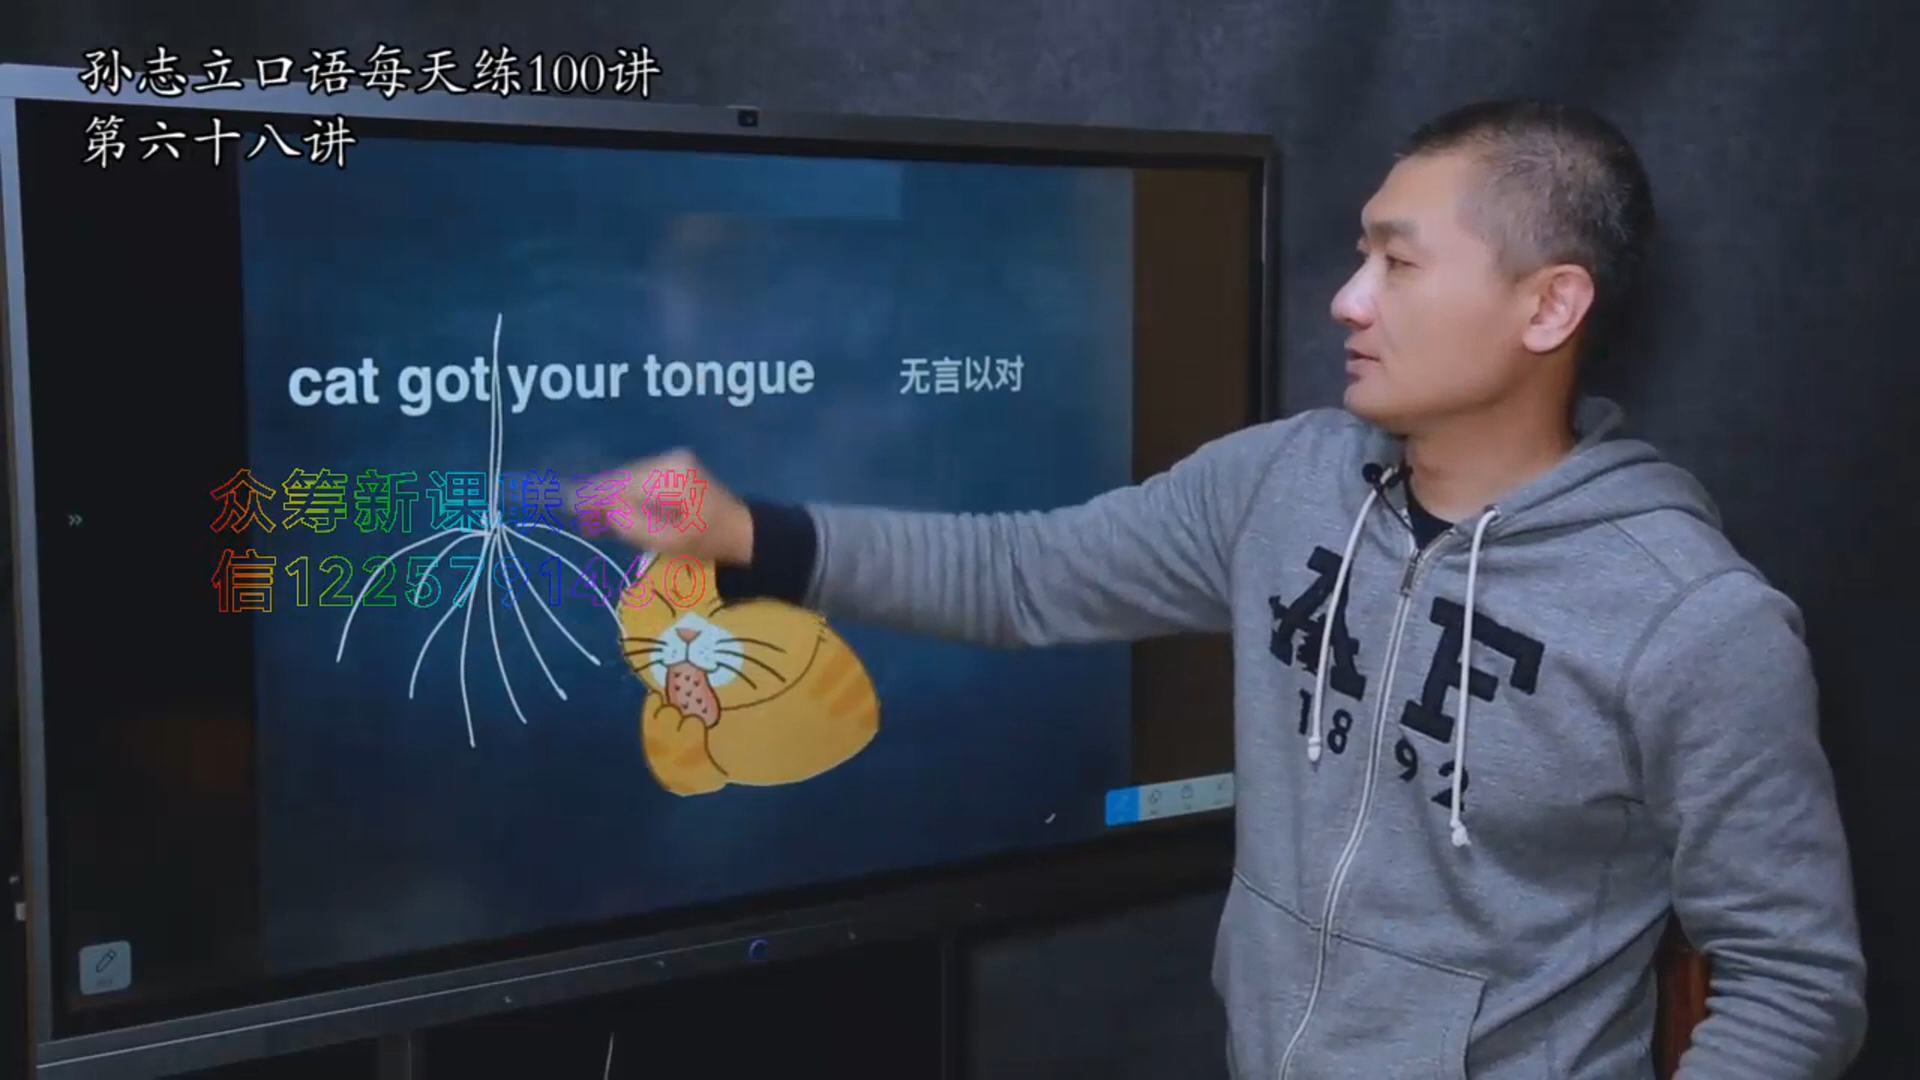 孙志立口语每天练100讲
第六十八讲
cat got your tongue 无言以对
众筹新课联系微
信1225791460
AF
1892